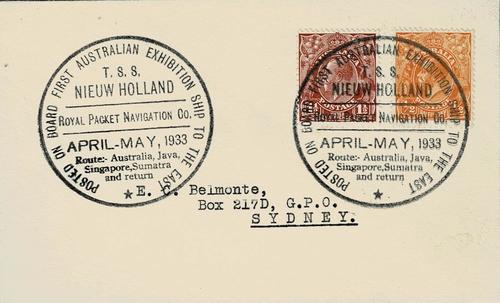 POSTED ON BOARD FIRST AUSTRALIAN EXHIBITION SHIP TO THE EAST
T. S. S.
NIEUW HOLLAND
ROYAL PACKET NAVIGATION CO.
APRIL-MAY, 1933
Route:- Australia, Java,
Singapore, Sumatra
and return
POSTED ON BOARD FIRST AUSTRALIAN EXHIBITION SHIP TO THE EAST
T. S. S.
NIEUW HOLLAND
ROYAL PACKET NAVIGATION CO.
APRIL-MAY, 1933
Route:- Australia, Java,
Singapore, Sumatra
and return
POSTAGE
E. Belmonte,
Box 217D, G.P.O.
SYDNEY.